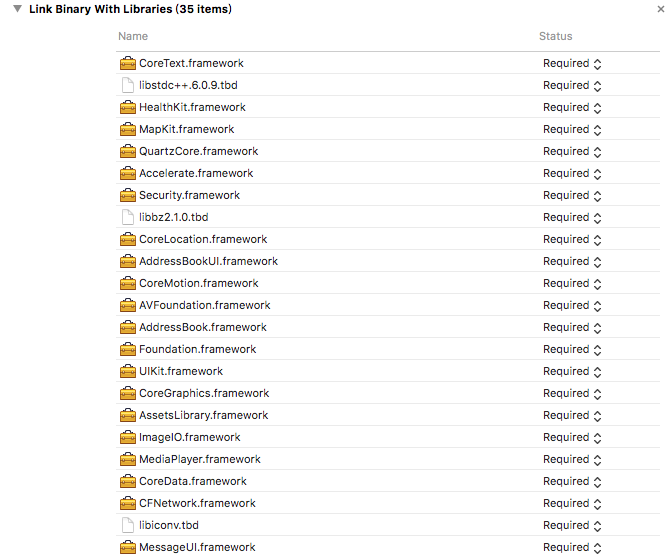 Link Binary With Libraries (35 items)
Name Status
CoreText.framework Required
libstdc++.6.0.9.tbd Required
HealthKit.framework Required
MapKit.framework Required
QuartzCore.framework Required
Accelerate.framework Required
Security.framework Required
libbz2.1.0.tbd Required
CoreLocation.framework Required
AddressBookUI.framework Required
CoreMotion.framework Required
AVFoundation.framework Required
AddressBook.framework Required
Foundation.framework Required
UIKit.framework Required
CoreGraphics.framework Required
AssetsLibrary.framework Required
ImageIO.framework Required
MediaPlayer.framework Required
CoreData.framework Required
CFNetwork.framework Required
libiconv.tbd Required
MessageUI.framework Required